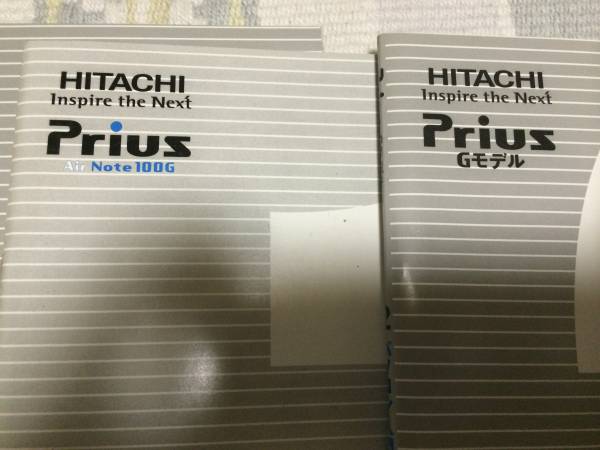 HITACHI
Inspire the Next
Prius
Air Note 100G
HITACHI
Inspire the Next
Prius
Gモデル